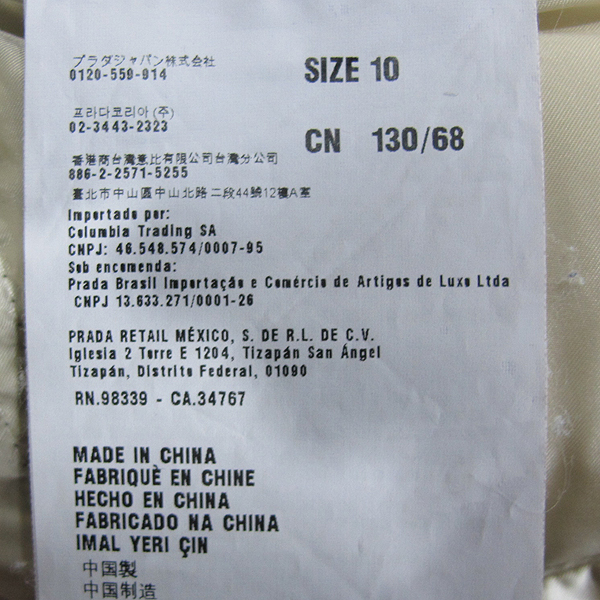 プラダジャパン株式会社
0120-559-914
SIZE 10
프라다코리아 (주)
02-3443-2323
CN 130/68
香港商台灣意比有限公司台灣分公司
886-2-2571-5255
臺北市中山區中山北路二段44號12樓A室
Importado por:
Columbia Trading SA
CNPJ: 46.548.574/0007-95
Sob encomenda:
Prada Brasil Importação e Comércio de Artigos de Luxo Ltda
CNPJ 13.633.271/0001-26
PRADA RETAIL MÉXICO, S. DE R.L. DE C.V.
Iglesia 2 Torre E 1204, Tizapán San Ángel
Tizapán, Distrito Federal, 01090
RN.98339 - CA.34767
MADE IN CHINA
FABRIQUÈ EN CHINE
HECHO EN CHINA
FABRICADO NA CHINA
IMAL YERI ÇIN
中国製
中国制造